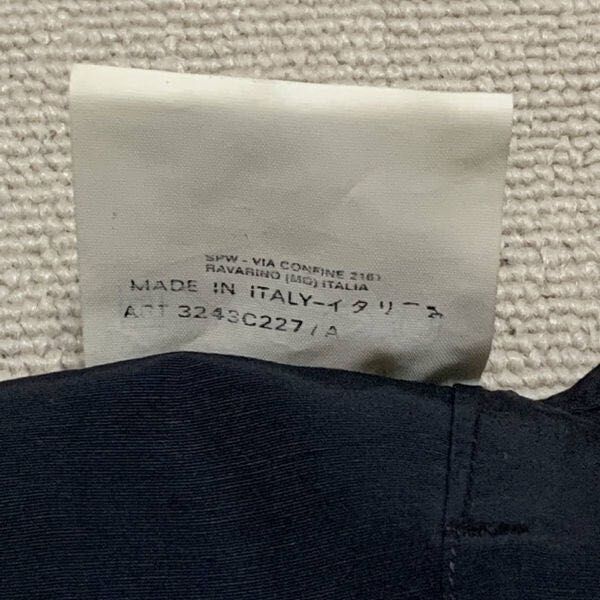 SPW - VIA CONFINE 2161
RAVARINO (MO) ITALIA
MADE IN ITALY-イタリー
ART 3243C227/A